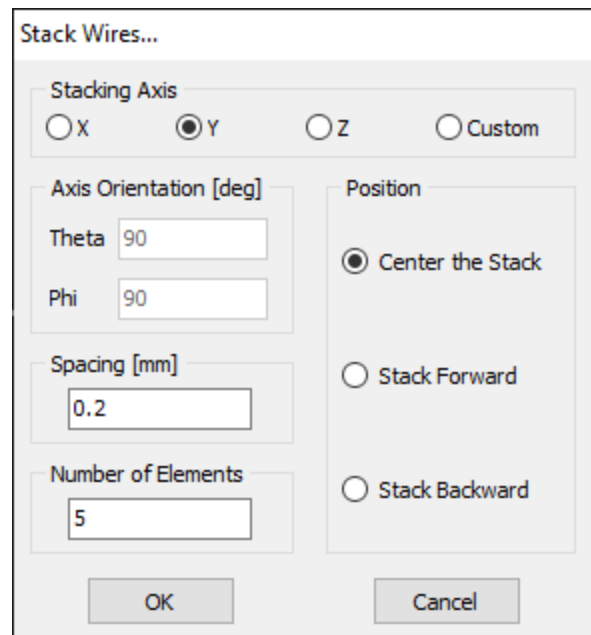 Stack Wires...
Stacking Axis
X Y Z Custom
Axis Orientation [deg]
Theta 90
Phi 90
Spacing [mm]
0.2
Number of Elements
5
Position
Center the Stack
Stack Forward
Stack Backward
OK Cancel